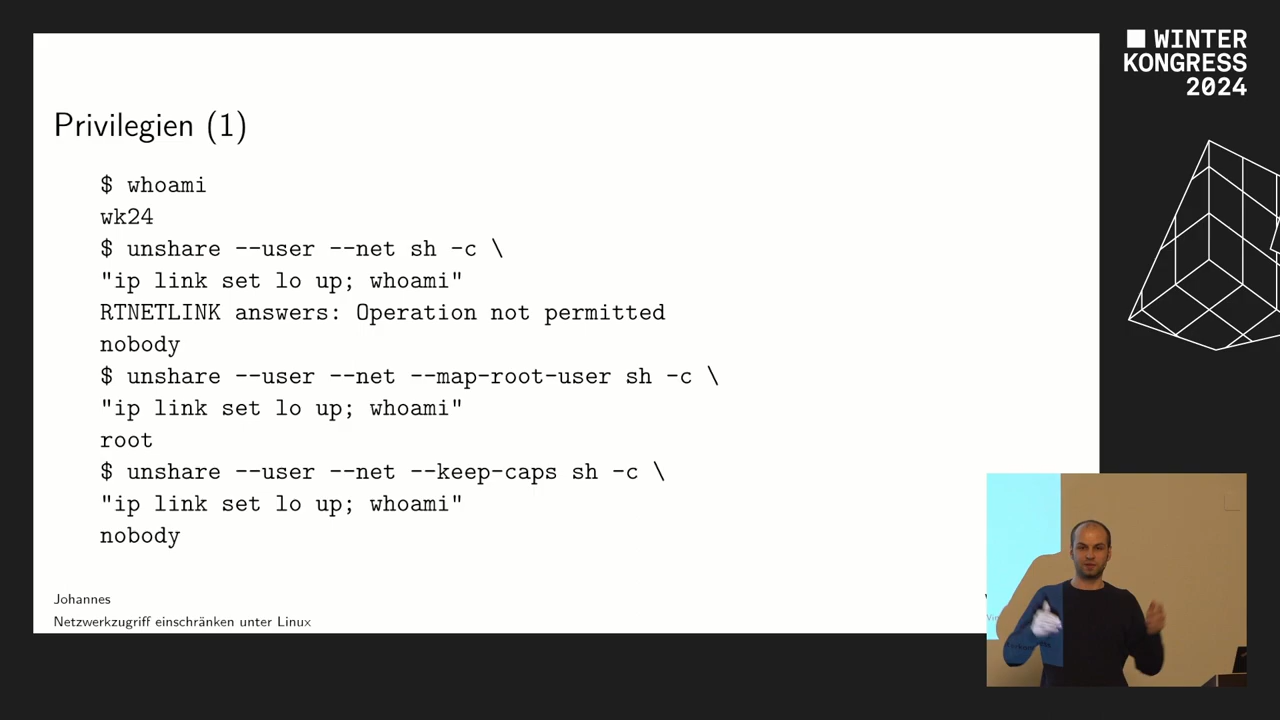 WINTER
KONGRESS
2024
Privilegien (1)
$ whoami
wk24
$ unshare --user --net sh -c \
"ip link set lo up; whoami"
RTNETLINK answers: Operation not permitted
nobody
$ unshare --user --net --map-root-user sh -c \
"ip link set lo up; whoami"
root
$ unshare --user --net --keep-caps sh -c \
"ip link set lo up; whoami"
nobody
Johannes
Netzwerkzugriff einschränken unter Linux